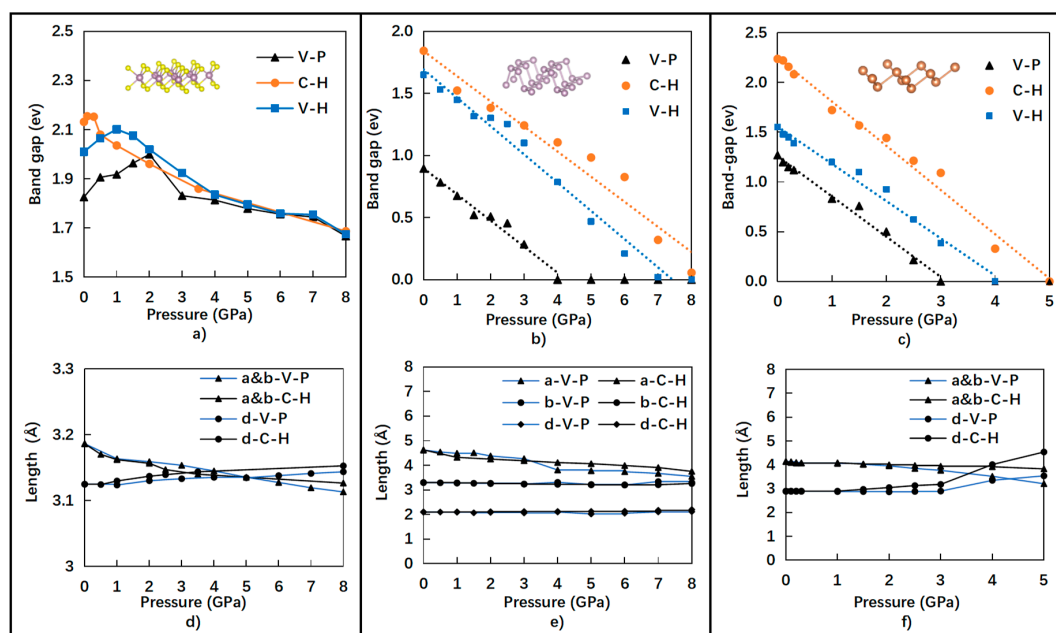 2.5
2.3
2.1
1.9
1.7
1.5
Band gap (ev)
V-P
C-H
V-H
0 1 2 3 4 5 6 7 8
Pressure (GPa)
a)
2.0
1.5
1.0
0.5
0.0
Band gap (ev)
V-P
C-H
V-H
0 1 2 3 4 5 6 7 8
Pressure (GPa)
b)
2.5
2.0
1.5
1.0
0.5
0.0
Band-gap (ev)
V-P
C-H
V-H
0 1 2 3 4 5
Pressure (GPa)
c)
3.3
3.2
3.1
3
Length (Å)
a&b-V-P
a&b-C-H
d-V-P
d-C-H
0 1 2 3 4 5 6 7 8
Pressure (GPa)
d)
8
7
6
5
4
3
2
1
0
Length (Å)
a-V-P a-C-H
b-V-P b-C-H
d-V-P d-C-H
0 1 2 3 4 5 6 7 8
Pressure (GPa)
e)
8
7
6
5
4
3
2
1
0
Length (Å)
a&b-V-P
a&b-C-H
d-V-P
d-C-H
0 1 2 3 4 5
Pressure (GPa)
f)